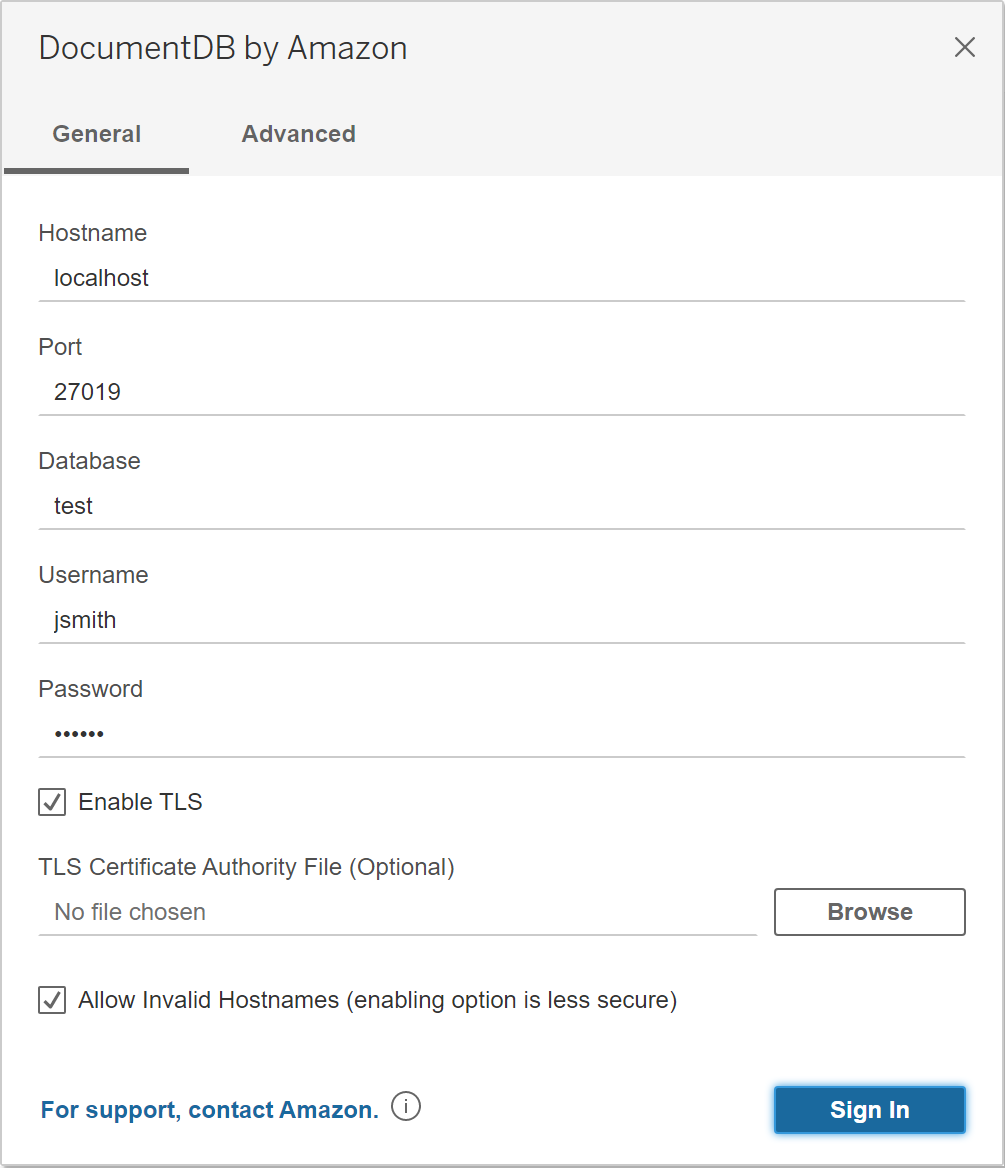 DocumentDB by Amazon
General Advanced
Hostname
localhost
Port
27019
Database
test
Username
jsmith
Password
••••••
Enable TLS
TLS Certificate Authority File (Optional)
No file chosen Browse
Allow Invalid Hostnames (enabling option is less secure)
For support, contact Amazon. i Sign In